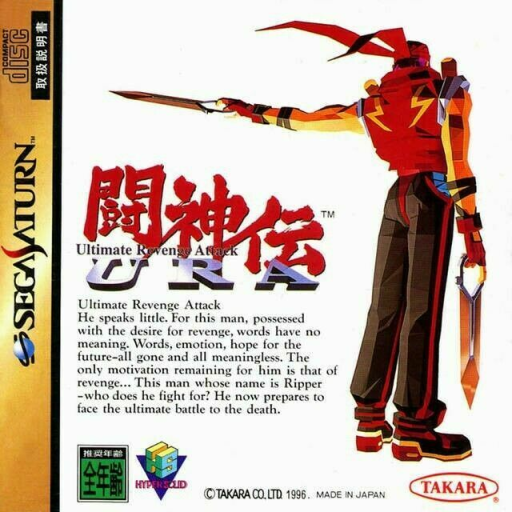 COMPACT
disc
取扱説明書
SEGA SATURN™
闘神伝™
Ultimate Revenge Attack
URA
Ultimate Revenge Attack
He speaks little. For this man, possessed
with the desire for revenge, words have no
meaning. Words, emotion, hope for the
future-all gone and all meaningless. The
only motivation remaining for him is that of
revenge... This man whose name is Ripper
-who does he fight for? He now prepares to
face the ultimate battle to the death.
推奨年齢
全年齢
HYPERSOLID
©TAKARA CO.,LTD. 1996. MADE IN JAPAN
TAKARA